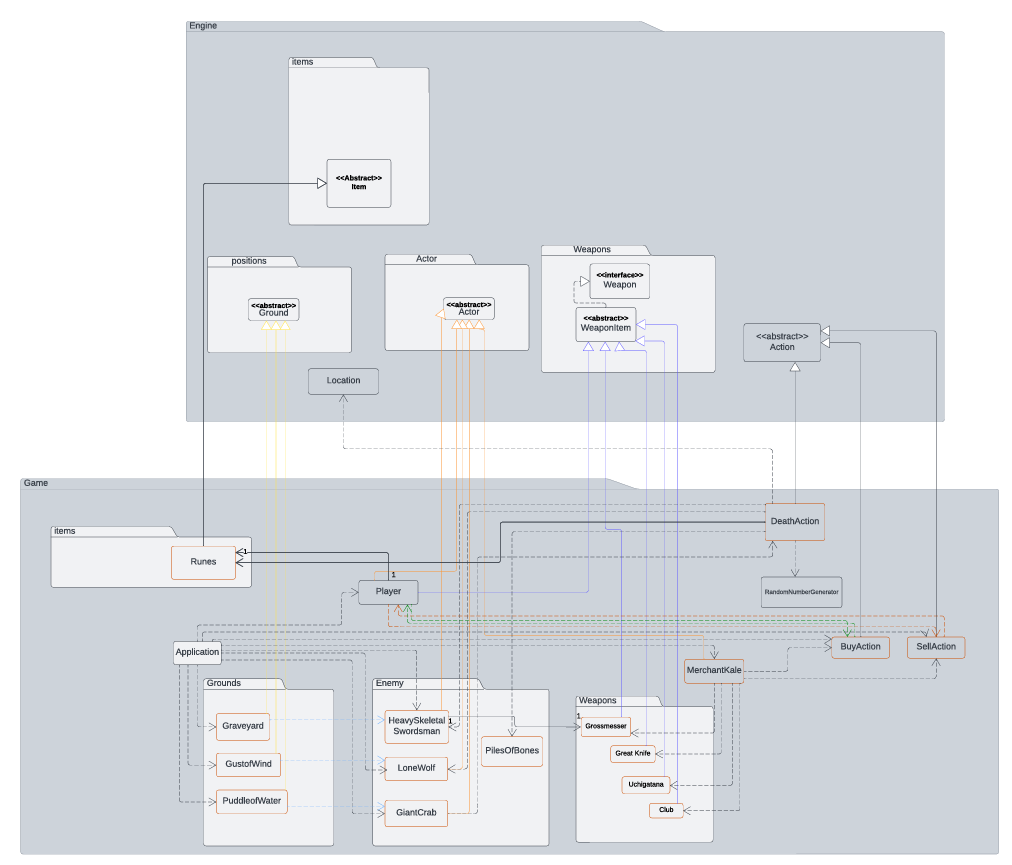 Engine
items
<<Abstract>>
Item
positions
<<abstract>>
Ground
Actor
<<abstract>>
Actor
Weapons
<<interface>>
Weapon
<<abstract>>
WeaponItem
<<abstract>>
Action
Location
Game
items
Runes
1
1
Player
DeathAction
RandomNumberGenerator
Application
BuyAction
SellAction
MerchantKale
Grounds
Graveyard
GustofWind
PuddleofWater
Enemy
HeavySkeletal
Swordsman
1
LoneWolf
GiantCrab
PilesOfBones
Weapons
1
Grossmesser
Great Knife
Uchigatana
Club